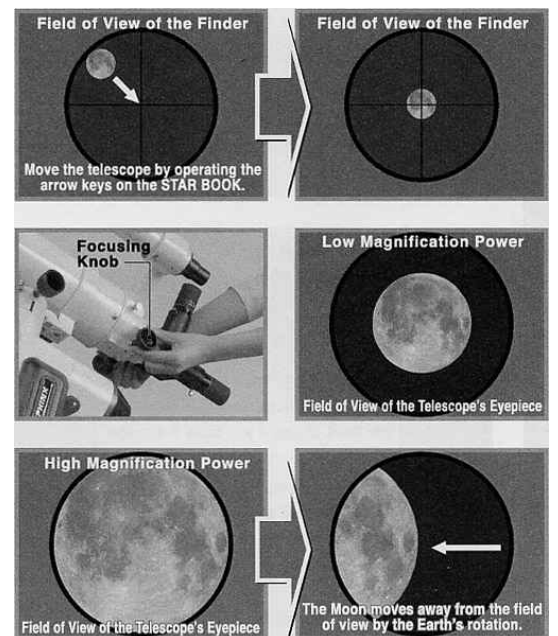 Field of View of the Finder
Move the telescope by operating the
arrow keys on the STAR BOOK.
Field of View of the Finder
Focusing
Knob
PHINX
Low Magnification Power
Field of View of the Telescope's Eyepiece
High Magnification Power
Field of View of the Telescope's Eyepiece
The Moon moves away from the field
of view by the Earth's rotation.